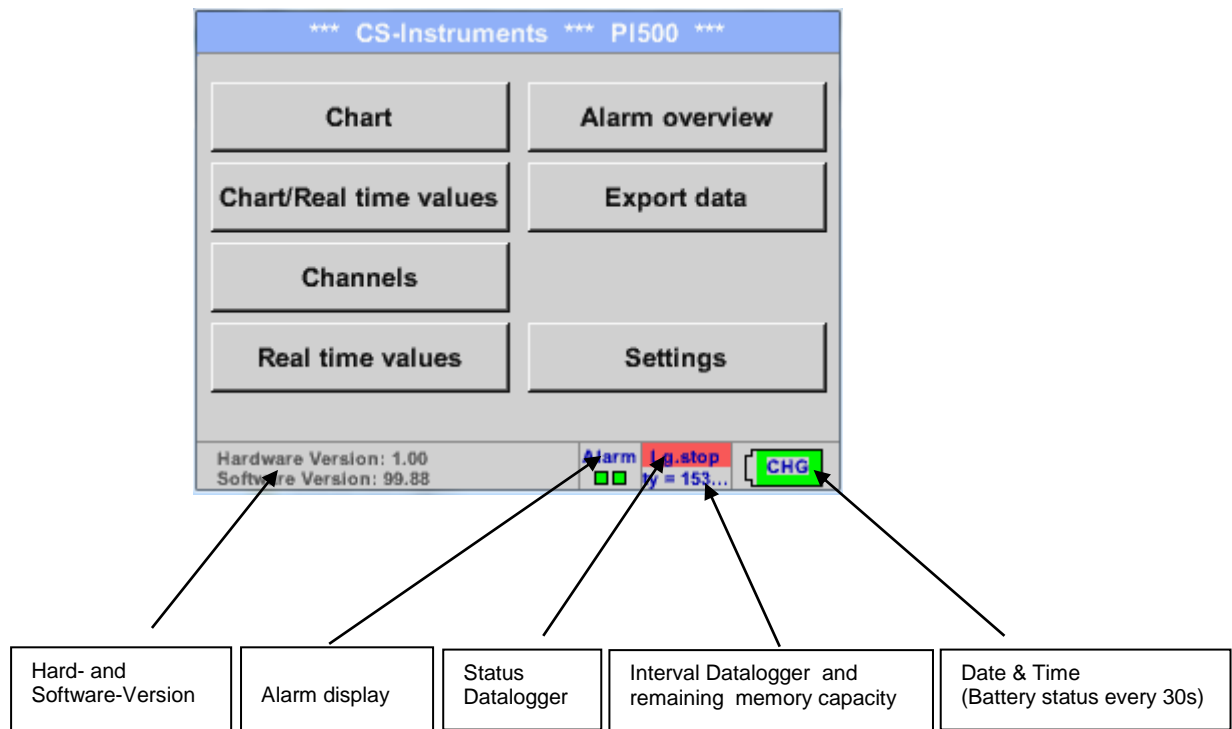 *** CS-Instruments *** PI500 ***
Chart
Alarm overview
Chart/Real time values
Export data
Channels
Real time values
Settings
Hardware Version: 1.00
Software Version: 99.88
Alarm
Lg.stop
ty = 153...
CHG
Hard- and
Software-Version
Alarm display
Status
Datalogger
Interval Datalogger and
remaining memory capacity
Date & Time
(Battery status every 30s)